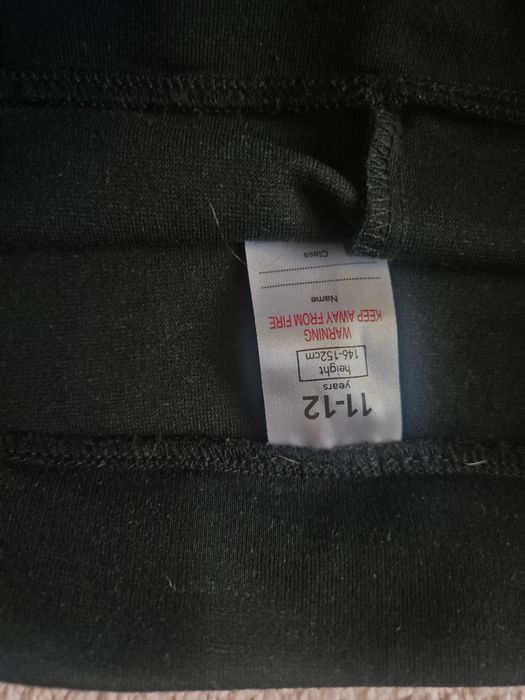 11-12
years
height
146-152cm
WARNING
KEEP AWAY FROM FIRE
Name
Class